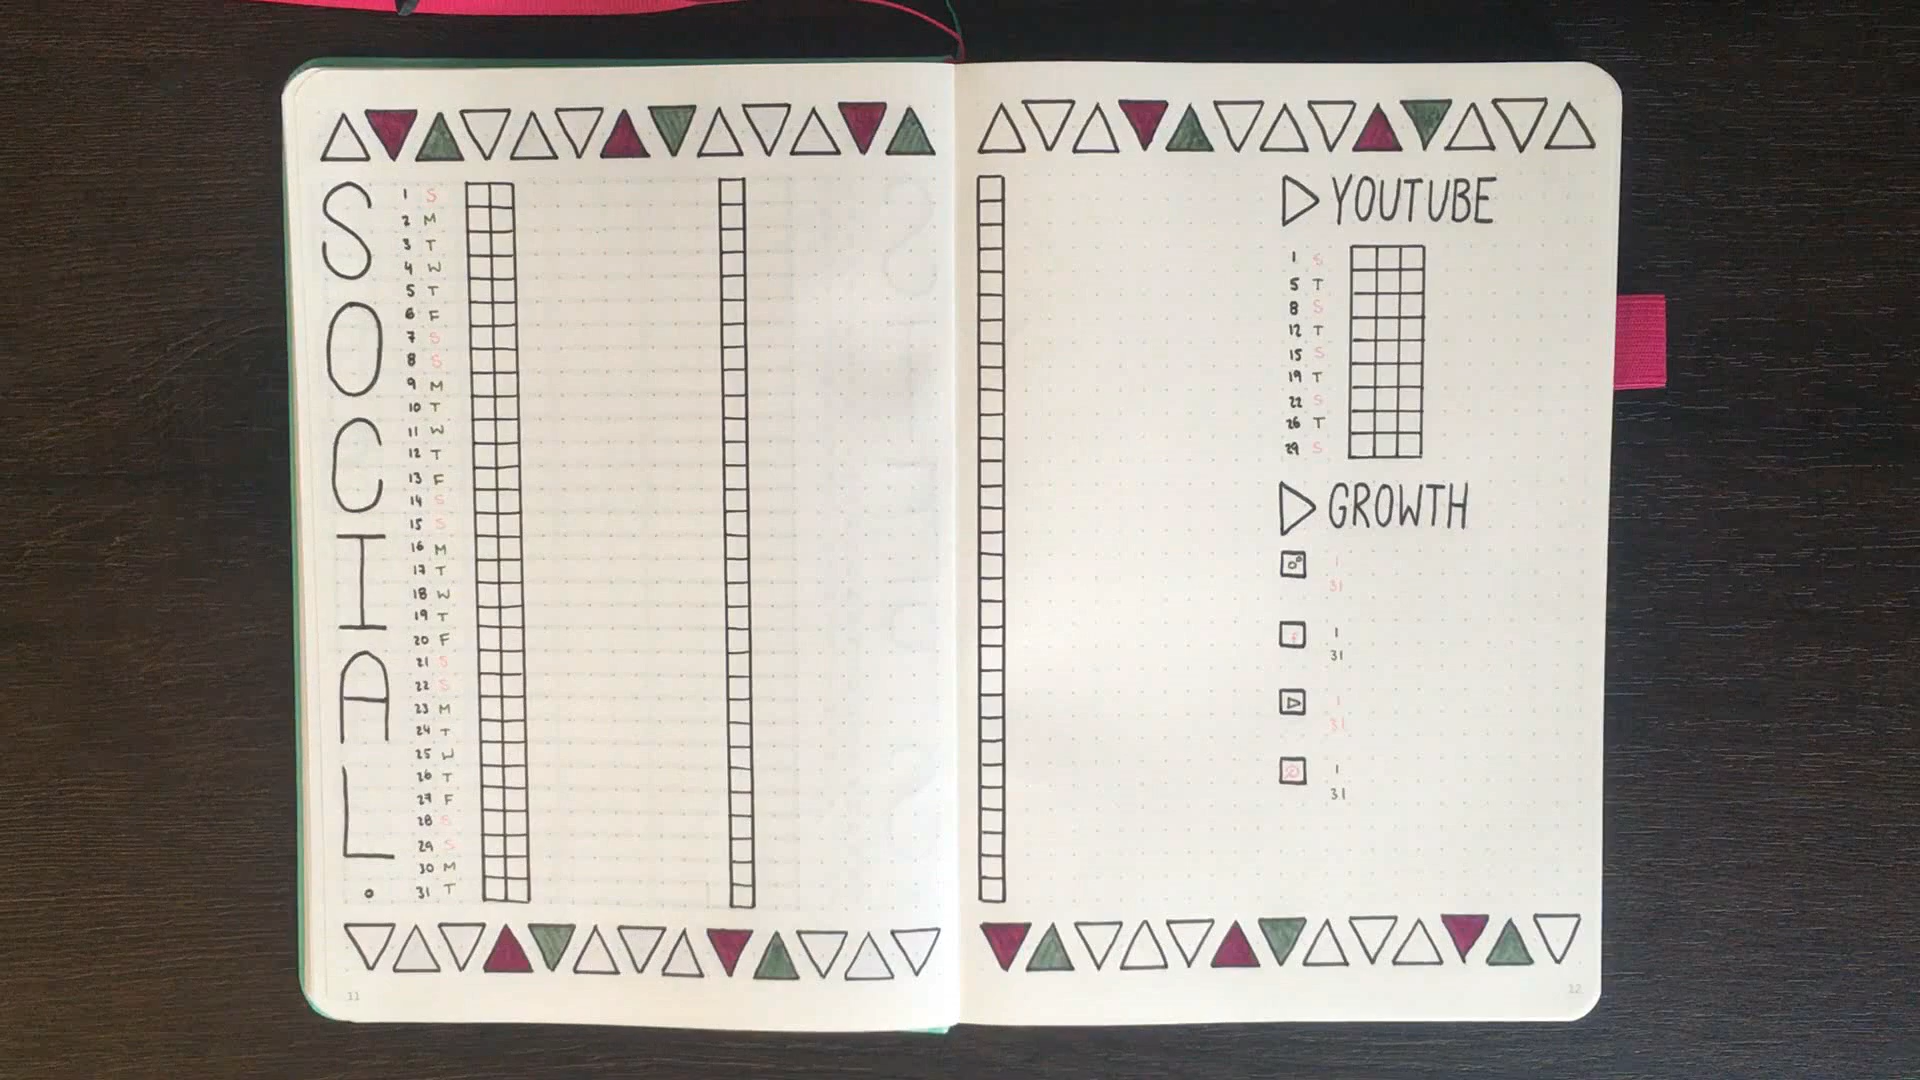 SOCIAL.
1 S
2 M
3 T
4 W
5 T
6 F
7 S
8 S
9 M
10 T
11 W
12 T
13 F
14 S
15 S
16 M
17 T
18 W
19 T
20 F
21 S
22 S
23 M
24 T
25 W
26 T
27 F
28 S
29 S
30 M
31 T
11
YOUTUBE
1 S
5 T
8 S
12 T
15 S
19 T
22 S
26 T
29 S
GROWTH
1
31
f 1
31
1
31
1
31
12